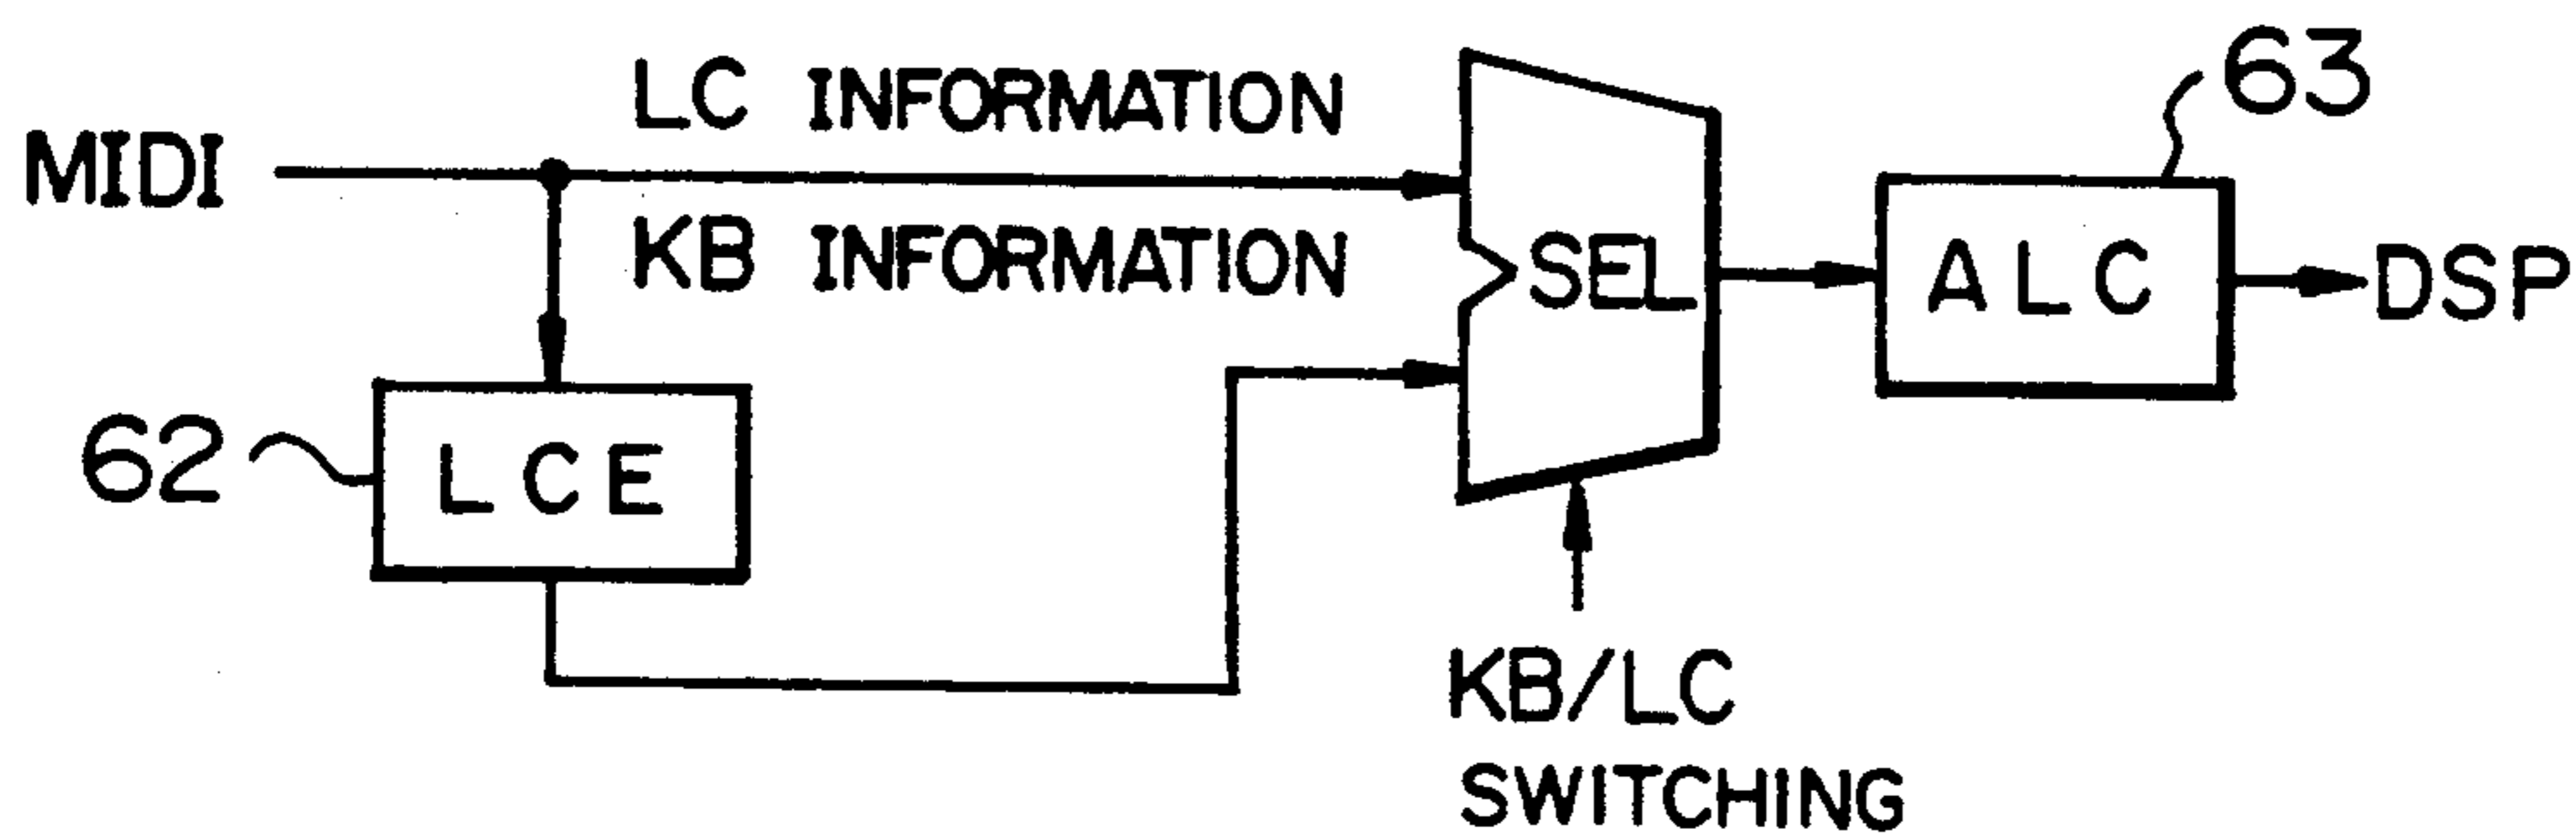 MIDI
LC INFORMATION
KB INFORMATION
62
LCE
SEL
KB/LC
SWITCHING
63
ALC
DSP